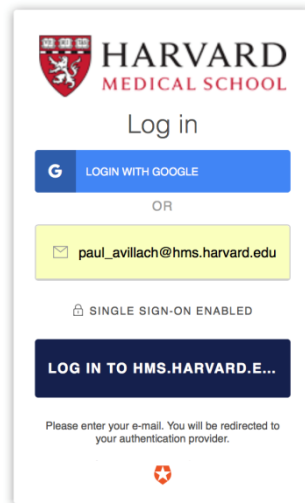 HARVARD
MEDICAL SCHOOL
Log in
G LOGIN WITH GOOGLE
OR
paul_avillach@hms.harvard.edu
SINGLE SIGN-ON ENABLED
LOG IN TO HMS.HARVARD.E...
Please enter your e-mail. You will be redirected to
your authentication provider.